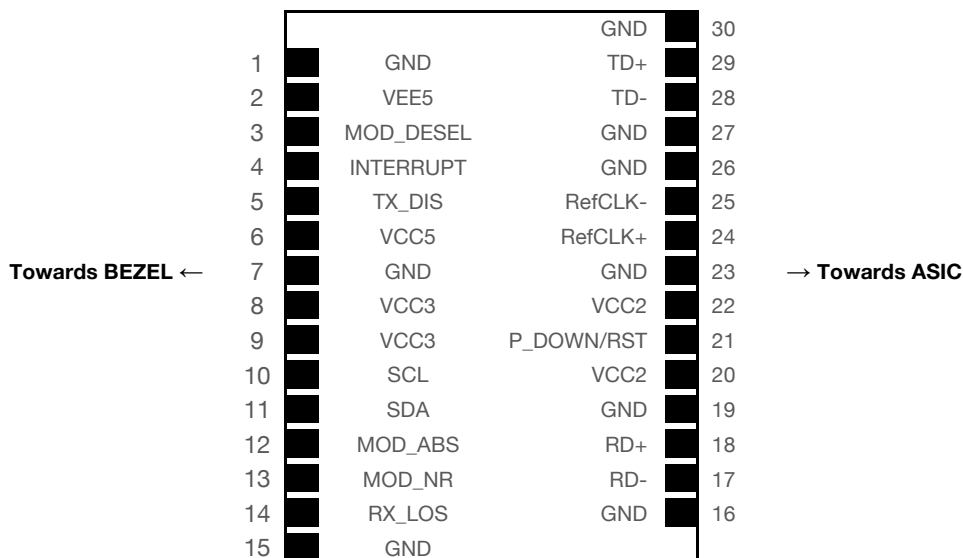 GND 30
1 GND TD+ 29
2 VEE5 TD- 28
3 MOD_DESEL GND 27
4 INTERRUPT GND 26
5 TX_DIS RefCLK- 25
6 VCC5 RefCLK+ 24
Towards BEZEL ← 7 GND GND 23 → Towards ASIC
8 VCC3 VCC2 22
9 VCC3 P_DOWN/RST 21
10 SCL VCC2 20
11 SDA GND 19
12 MOD_ABS RD+ 18
13 MOD_NR RD- 17
14 RX_LOS GND 16
15 GND